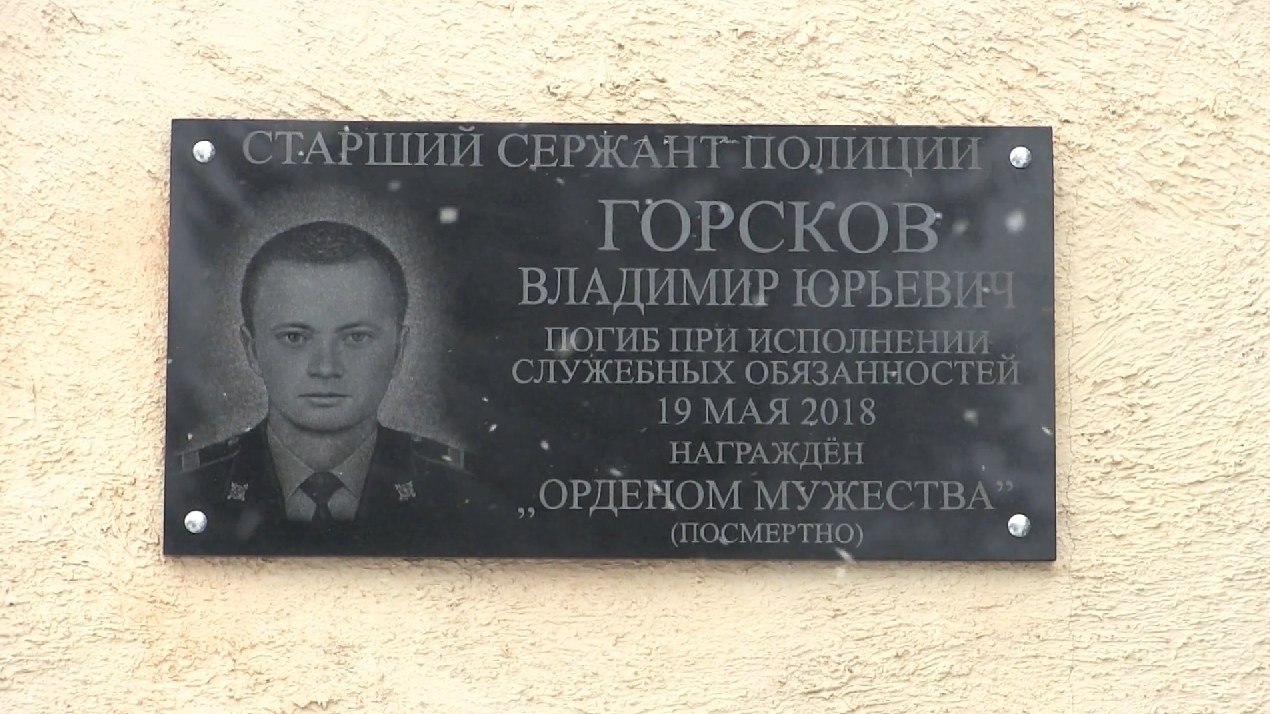 СТАРШИЙ СЕРЖАНТ ПОЛИЦИИ
ГОРСКОВ
ВЛАДИМИР ЮРЬЕВИЧ
ПОГИБ ПРИ ИСПОЛНЕНИИ
СЛУЖЕБНЫХ ОБЯЗАННОСТЕЙ
19 МАЯ 2018
НАГРАЖДЁН
„ОРДЕНОМ МУЖЕСТВА”
(ПОСМЕРТНО)